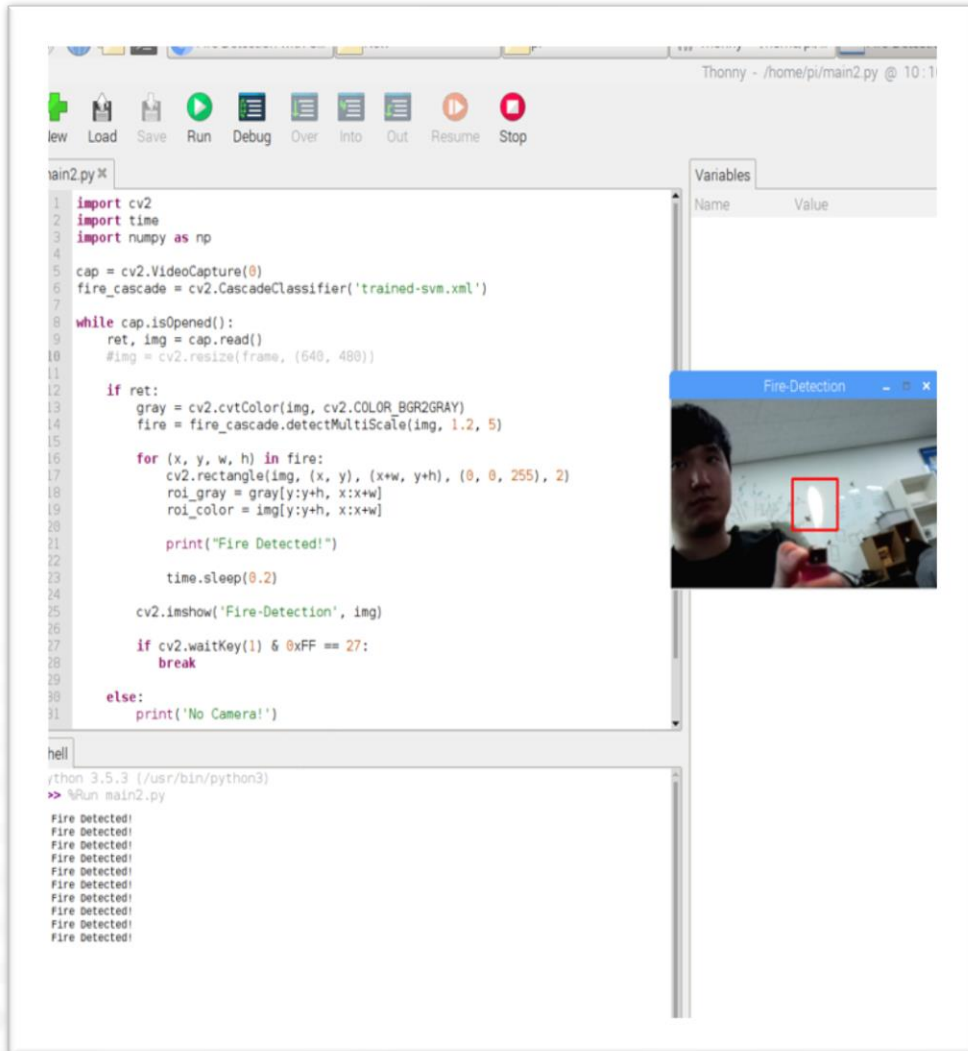 Thonny - /home/pi/main2.py @ 10:1
New Load Save Run Debug Over Into Out Resume Stop
main2.py
Variables
Name Value
1 import cv2
2 import time
3 import numpy as np
4
5 cap = cv2.VideoCapture(0)
6 fire_cascade = cv2.CascadeClassifier('trained-svm.xml')
7
8 while cap.isOpened():
9 ret, img = cap.read()
10 #img = cv2.resize(frame, (640, 480))
11
12 if ret:
13 gray = cv2.cvtColor(img, cv2.COLOR_BGR2GRAY)
14 fire = fire_cascade.detectMultiScale(img, 1.2, 5)
15
16 for (x, y, w, h) in fire:
17 cv2.rectangle(img, (x, y), (x+w, y+h), (0, 0, 255), 2)
18 roi_gray = gray[y:y+h, x:x+w]
19 roi_color = img[y:y+h, x:x+w]
20
21 print("Fire Detected!")
22
23 time.sleep(0.2)
24
25 cv2.imshow('Fire-Detection', img)
26
27 if cv2.waitKey(1) & 0xFF == 27:
28 break
29
30 else:
31 print('No Camera!')
Fire-Detection
hell
ython 3.5.3 (/usr/bin/python3)
>> %Run main2.py
Fire Detected!
Fire Detected!
Fire Detected!
Fire Detected!
Fire Detected!
Fire Detected!
Fire Detected!
Fire Detected!
Fire Detected!
Fire Detected!